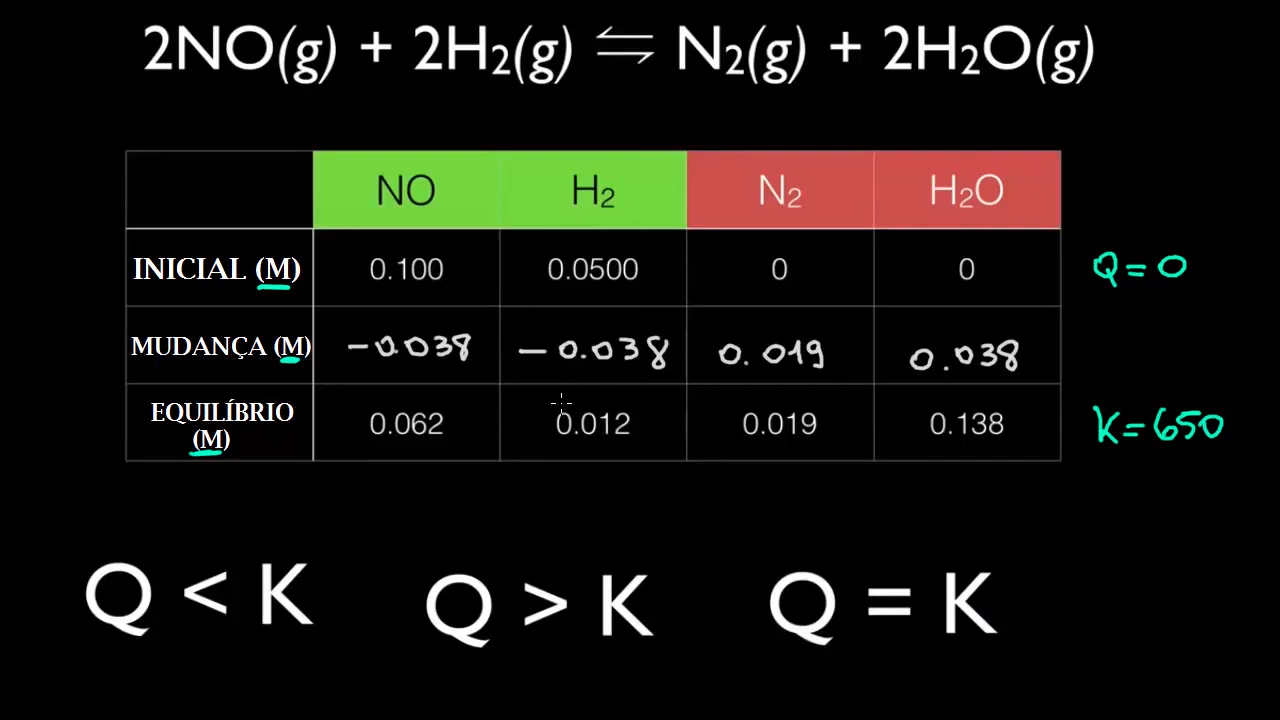 2NO(g) + 2H₂(g) ⇌ N₂(g) + 2H₂O(g)
NO H₂ N₂ H₂O
INICIAL (M) 0.100 0.0500 0 0 Q = 0
MUDANÇA (M) -0.038 -0.038 0.019 0.038
EQUILÍBRIO
(M) 0.062 0.012 0.019 0.138 K = 650
Q < K Q > K Q = K